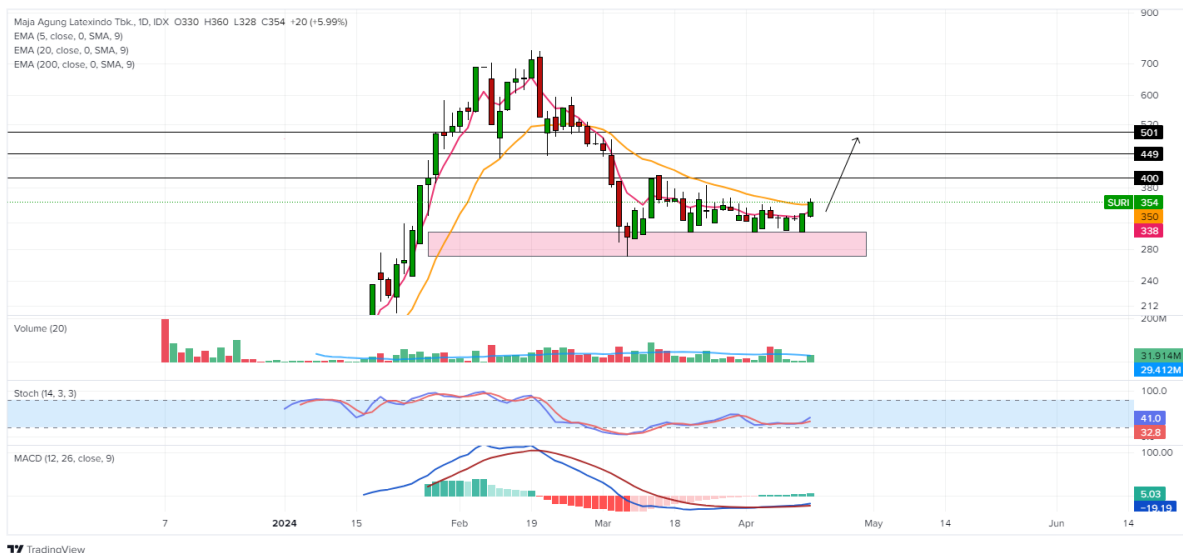 Maja Agung Latexindo Tbk., 1D, IDX O330 H360 L328 C354 +20 (+5.99%)
EMA (5, close, 0, SMA, 9)
EMA (20, close, 0, SMA, 9)
EMA (200, close, 0, SMA, 9)
900
700
600
501
449
400
380
SURI 354
350
338
280
240
212
Volume (20)
200M
31.914M
29.412M
Stoch (14, 3, 3)
100.0
41.0
32.8
MACD (12, 26, close, 9)
100.00
5.03
−19.19
7 2024 15 Feb 19 Mar 18 Apr May 14 Jun 14
TradingView